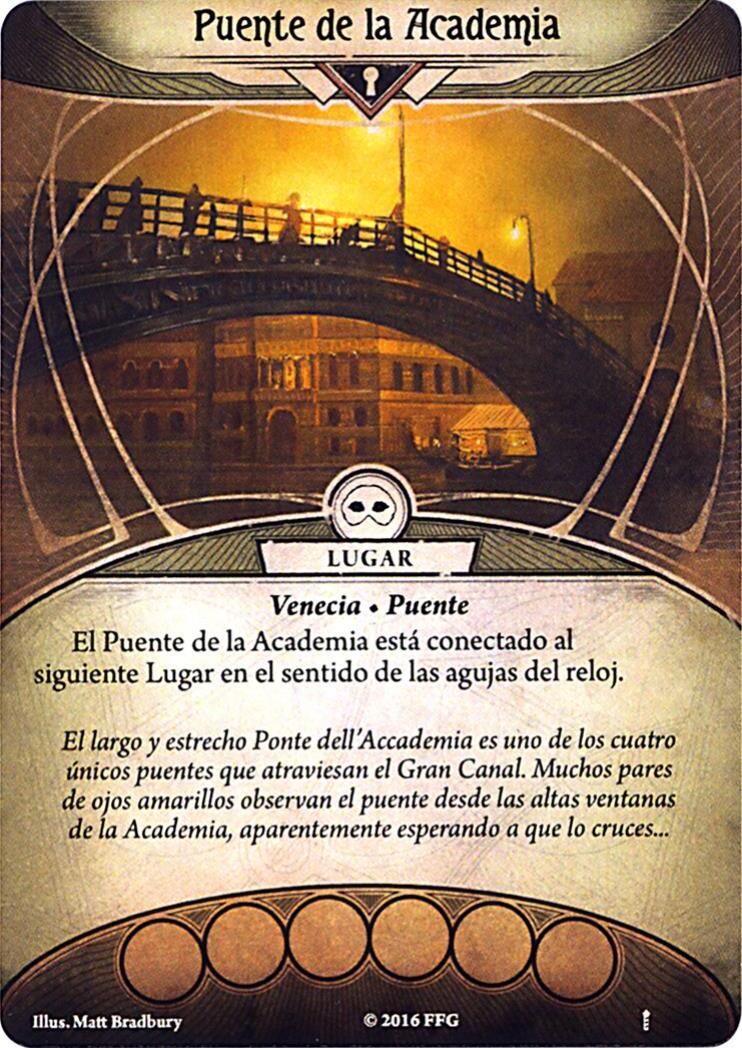 Puente de la Academia
LUGAR
Venecia • Puente
El Puente de la Academia está conectado al
siguiente Lugar en el sentido de las agujas del reloj.
El largo y estrecho Ponte dell'Accademia es uno de los cuatro
únicos puentes que atraviesan el Gran Canal. Muchos pares
de ojos amarillos observan el puente desde las altas ventanas
de la Academia, aparentemente esperando a que lo cruces...
Illus. Matt Bradbury
© 2016 FFG